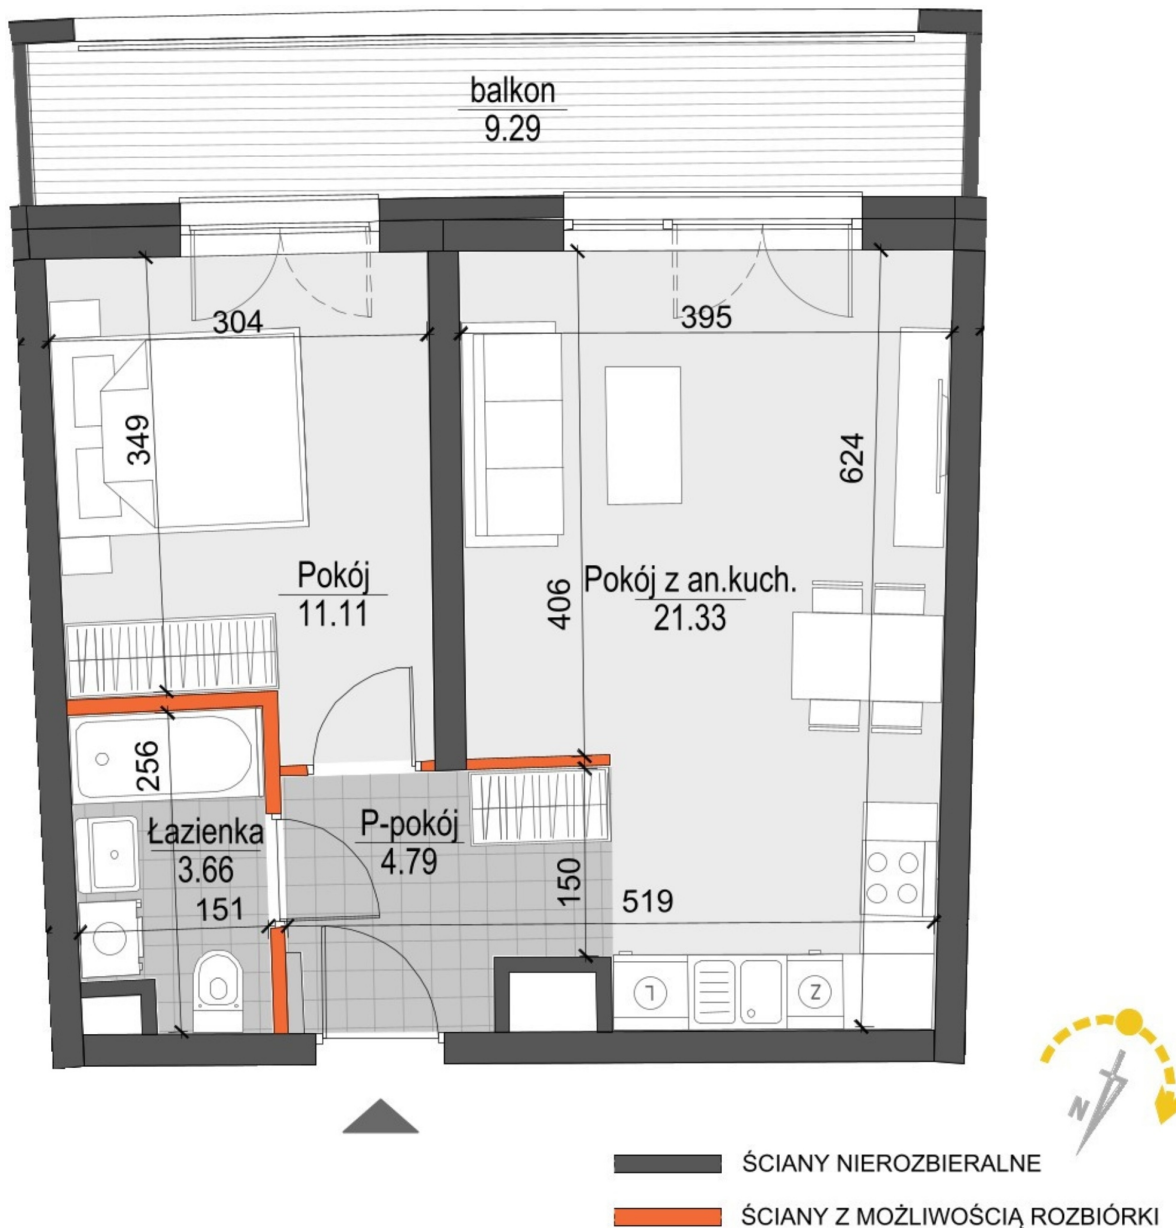 balkon
9.29
304
395
349
624
Pokój
11.11
406
Pokój z an.kuch.
21.33
256
Łazienka
3.66
P-pokój
4.79
151
150
519
L
Z
N
ŚCIANY NIEROZBIERALNE
ŚCIANY Z MOŻLIWOŚCIĄ ROZBIÓRKI